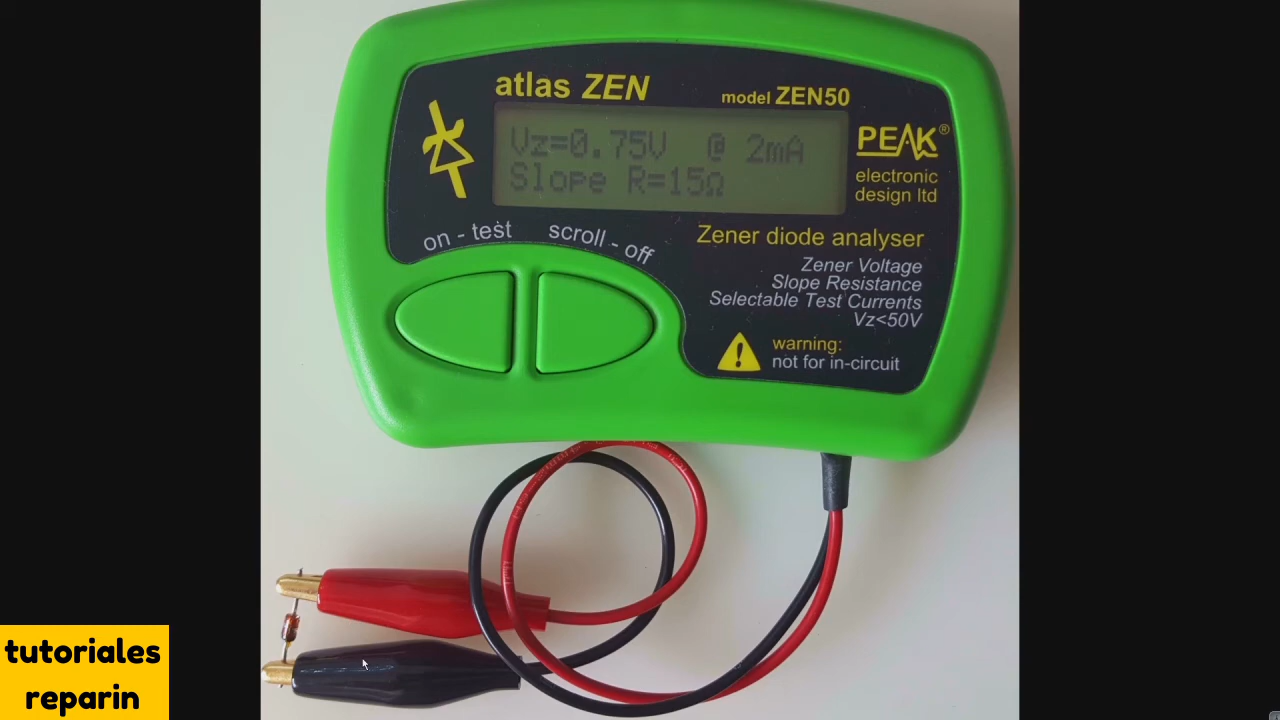 atlas ZEN
model ZEN50
Vz=0.75V @ 2mA
Slope R=15Ω
PEAK®
electronic
design ltd
on - test
scroll - off
Zener diode analyser
Zener Voltage
Slope Resistance
Selectable Test Currents
Vz<50V
warning:
not for in-circuit
tutoriales
reparin